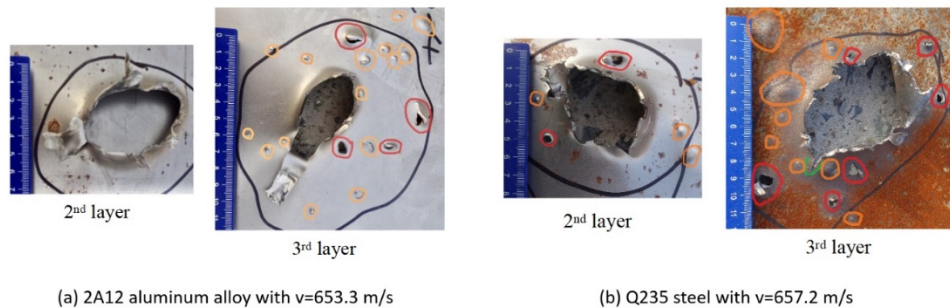 2nd layer
3rd layer
(a) 2A12 aluminum alloy with v=653.3 m/s
2nd layer
3rd layer
(b) Q235 steel with v=657.2 m/s